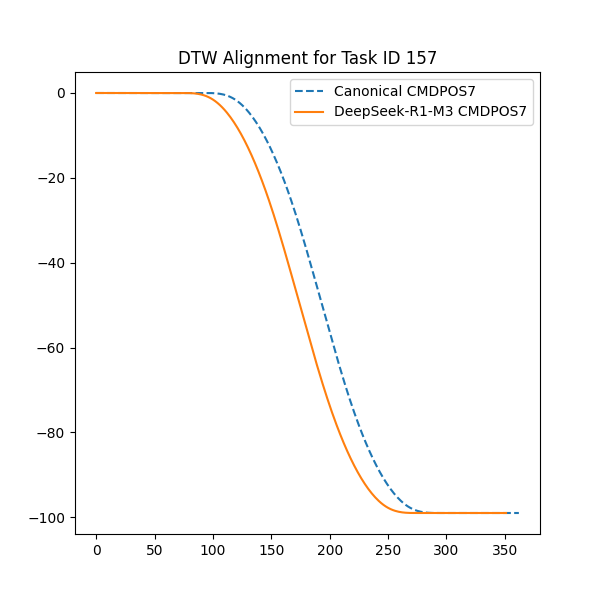 DTW Alignment for Task ID 157
Canonical CMDPOS7
DeepSeek-R1-M3 CMDPOS7
0
−20
−40
−60
−80
−100
0 50 100 150 200 250 300 350